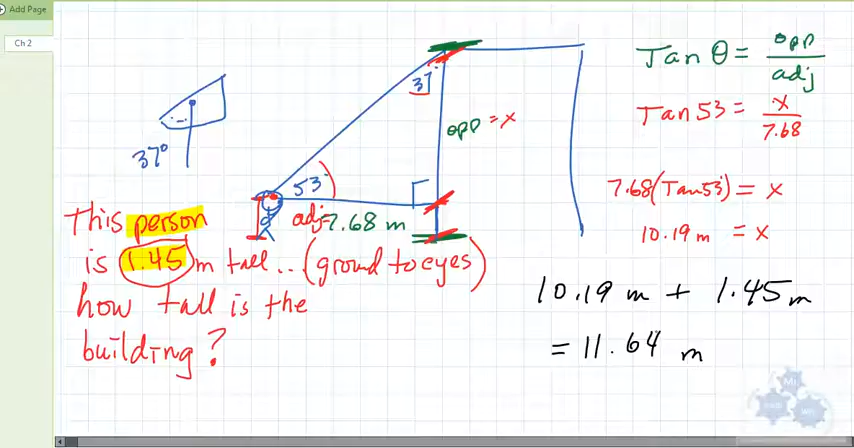 Add Page
Ch 2
37°
37°
53°
opp = x
adj=7.68 m
This person
is 1.45 m tall... (ground to eyes)
how tall is the
building?
Tan θ = opp
adj
Tan 53 = x
7.68
7.68(Tan53°) = x
10.19 m = x
10.19 m + 1.45 m
= 11.64 m